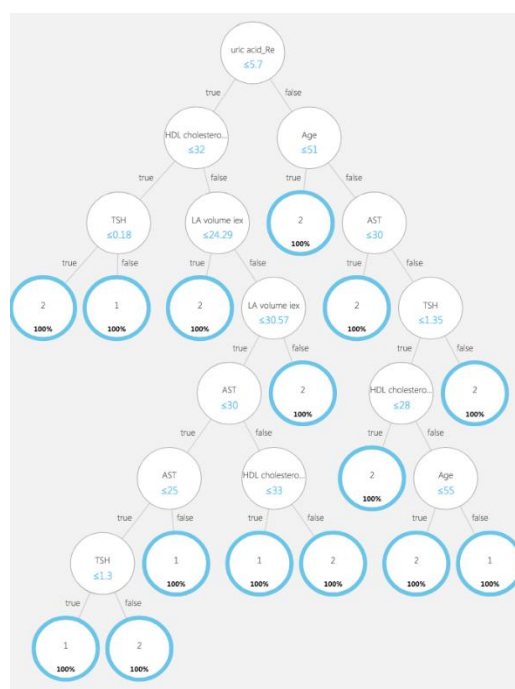 uric acid_Re
≤5.7
true
false
HDL cholestero...
≤32
Age
≤51
true
false
true
false
TSH
≤0.18
LA volume iex
≤24.29
2
100%
AST
≤30
true
false
true
false
true
false
2
100%
1
100%
2
100%
LA volume iex
≤30.57
2
100%
TSH
≤1.35
true
false
true
false
AST
≤30
2
100%
HDL cholestero...
≤28
2
100%
true
false
true
false
AST
≤25
HDL cholestero...
≤33
2
100%
Age
≤55
true
false
true
false
true
false
TSH
≤1.3
1
100%
1
100%
2
100%
2
100%
1
100%
true
false
1
100%
2
100%